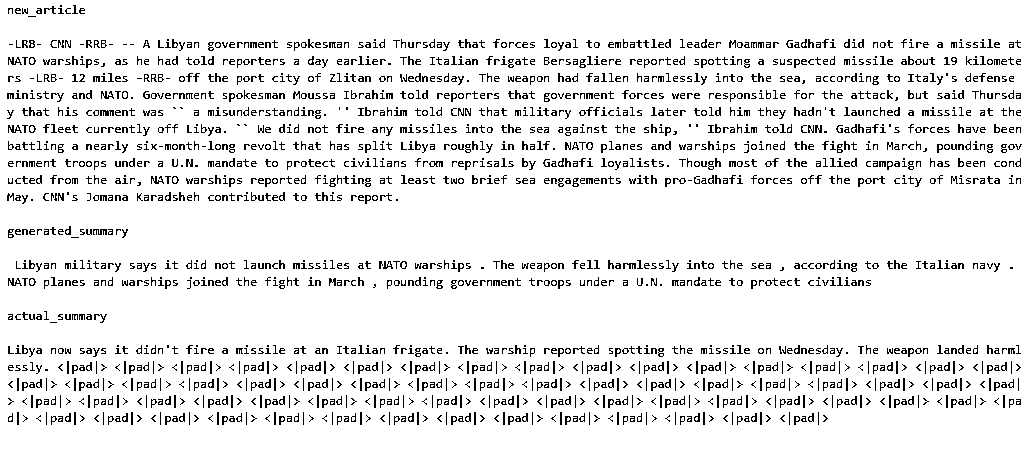 new_article
-LRB- CNN -RRB- -- A Libyan government spokesman said Thursday that forces loyal to embattled leader Moammar Gadhafi did not fire a missile at
NATO warships, as he had told reporters a day earlier. The Italian frigate Bersagliere reported spotting a suspected missile about 19 kilomete
rs -LRB- 12 miles -RRB- off the port city of Zlitan on Wednesday. The weapon had fallen harmlessly into the sea, according to Italy's defense
ministry and NATO. Government spokesman Moussa Ibrahim told reporters that government forces were responsible for the attack, but said Thursda
y that his comment was `` a misunderstanding. '' Ibrahim told CNN that military officials later told him they hadn't launched a missile at the
NATO fleet currently off Libya. `` We did not fire any missiles into the sea against the ship, '' Ibrahim told CNN. Gadhafi's forces have been
battling a nearly six-month-long revolt that has split Libya roughly in half. NATO planes and warships joined the fight in March, pounding gov
ernment troops under a U.N. mandate to protect civilians from reprisals by Gadhafi loyalists. Though most of the allied campaign has been cond
ucted from the air, NATO warships reported fighting at least two brief sea engagements with pro-Gadhafi forces off the port city of Misrata in
May. CNN's Jomana Karadsheh contributed to this report.
generated_summary
Libyan military says it did not launch missiles at NATO warships . The weapon fell harmlessly into the sea , according to the Italian navy .
NATO planes and warships joined the fight in March , pounding government troops under a U.N. mandate to protect civilians
actual_summary
Libya now says it didn't fire a missile at an Italian frigate. The warship reported spotting the missile on Wednesday. The weapon landed harml
essly. <|pad|> <|pad|> <|pad|> <|pad|> <|pad|> <|pad|> <|pad|> <|pad|> <|pad|> <|pad|> <|pad|> <|pad|> <|pad|> <|pad|> <|pad|> <|pad|> <|pad|>
<|pad|> <|pad|> <|pad|> <|pad|> <|pad|> <|pad|> <|pad|> <|pad|> <|pad|> <|pad|> <|pad|> <|pad|> <|pad|> <|pad|> <|pad|> <|pad|> <|pad|> <|pad|
> <|pad|> <|pad|> <|pad|> <|pad|> <|pad|> <|pad|> <|pad|> <|pad|> <|pad|> <|pad|> <|pad|> <|pad|> <|pad|> <|pad|> <|pad|> <|pad|> <|pad|> <|pa
d|> <|pad|> <|pad|> <|pad|> <|pad|> <|pad|> <|pad|> <|pad|> <|pad|> <|pad|> <|pad|> <|pad|> <|pad|> <|pad|> <|pad|>